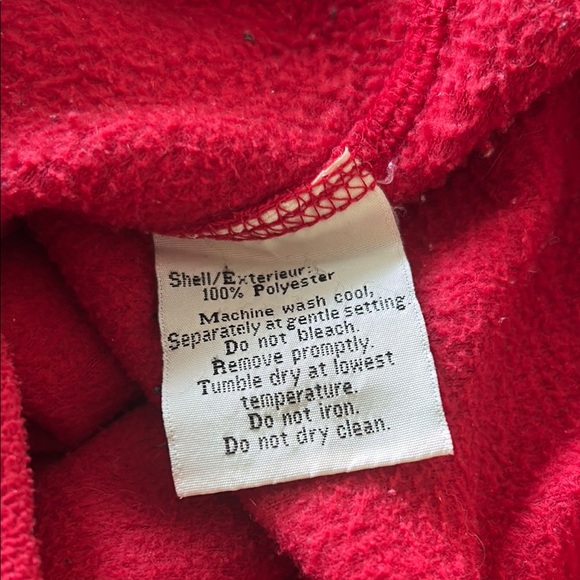 Shell/Exterieur:
100% Polyester
Machine wash cool,
Separately at gentle setting.
Do not bleach.
Remove promptly.
Tumble dry at lowest
temperature.
Do not iron.
Do not dry clean.